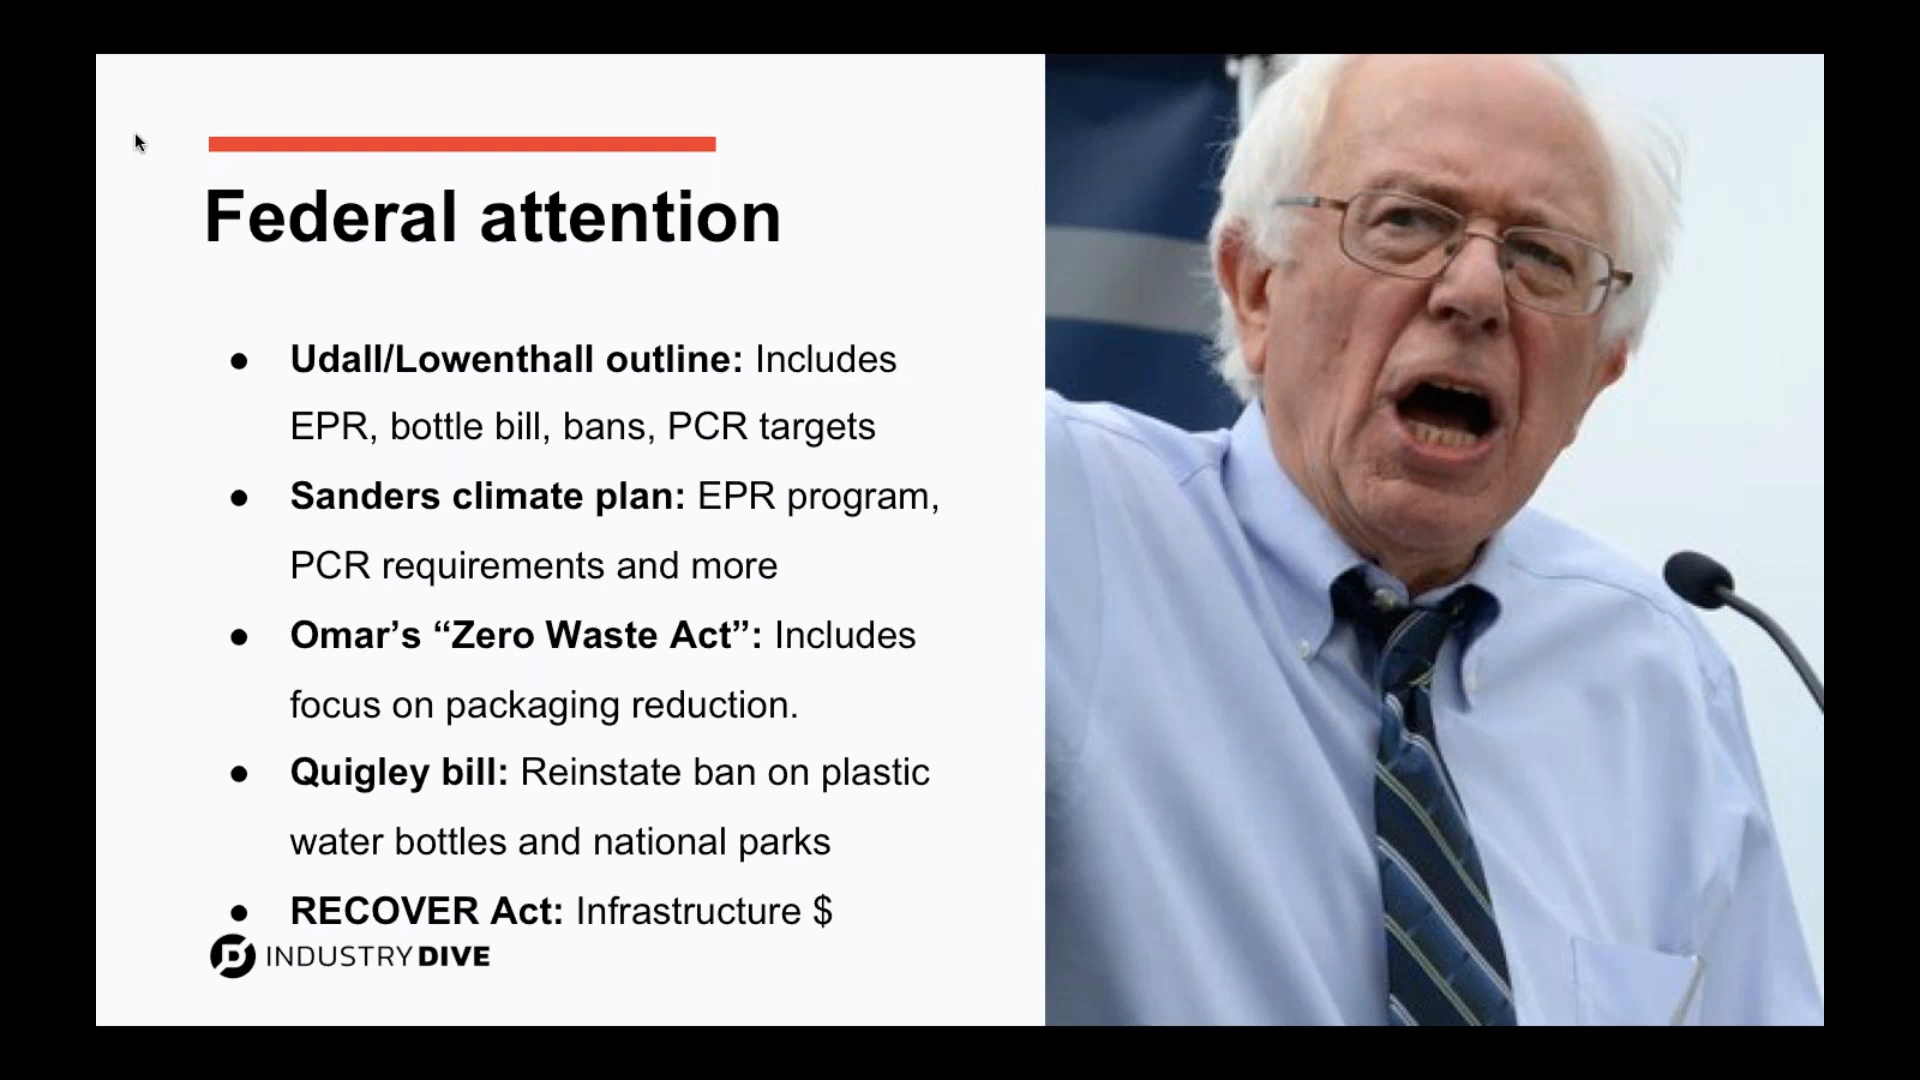 Federal attention
● Udall/Lowenthall outline: Includes
EPR, bottle bill, bans, PCR targets
● Sanders climate plan: EPR program,
PCR requirements and more
● Omar’s “Zero Waste Act”: Includes
focus on packaging reduction.
● Quigley bill: Reinstate ban on plastic
water bottles and national parks
● RECOVER Act: Infrastructure $
INDUSTRY DIVE